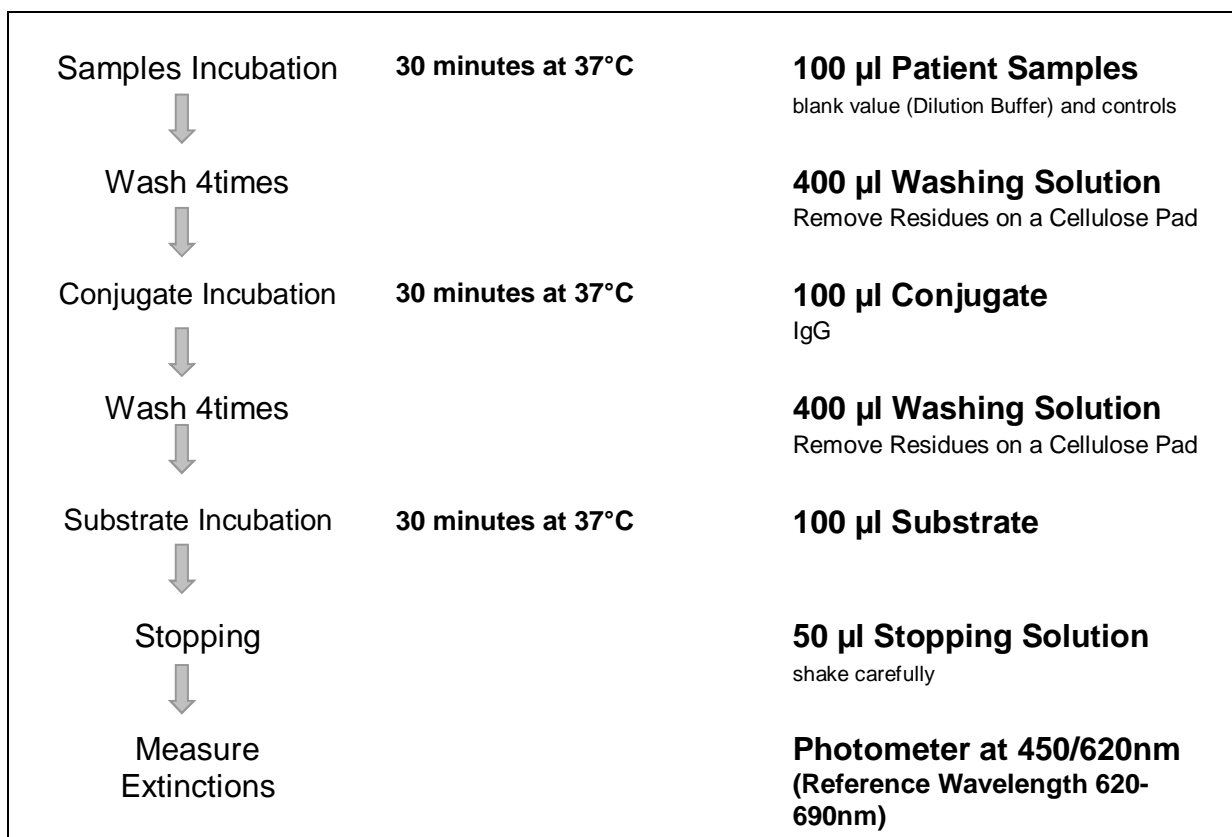 Samples Incubation 30 minutes at 37°C 100 µl Patient Samples
blank value (Dilution Buffer) and controls
Wash 4times 400 µl Washing Solution
Remove Residues on a Cellulose Pad
Conjugate Incubation 30 minutes at 37°C 100 µl Conjugate
IgG
Wash 4times 400 µl Washing Solution
Remove Residues on a Cellulose Pad
Substrate Incubation 30 minutes at 37°C 100 µl Substrate
Stopping 50 µl Stopping Solution
shake carefully
Measure Photometer at 450/620nm
Extinctions (Reference Wavelength 620-
690nm)